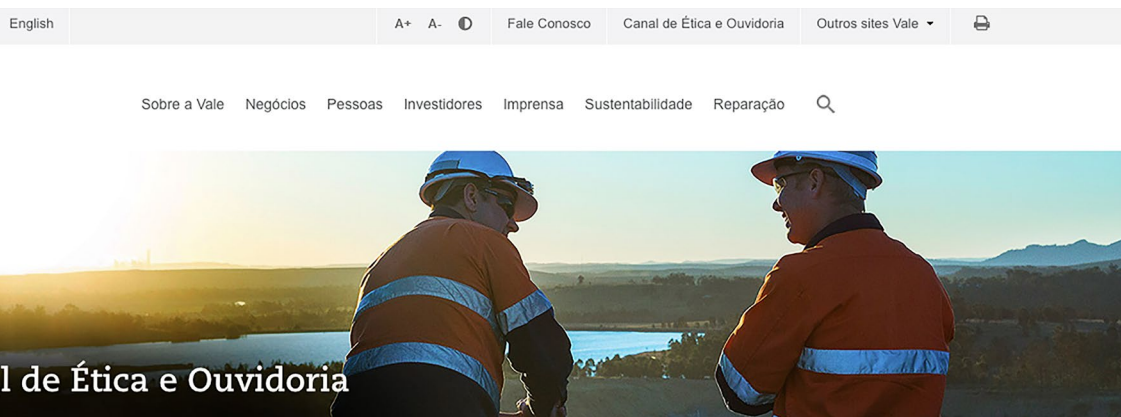 English A+ A- Fale Conosco Canal de Ética e Ouvidoria Outros sites Vale
Sobre a Vale Negócios Pessoas Investidores Imprensa Sustentabilidade Reparação
l de Ética e Ouvidoria